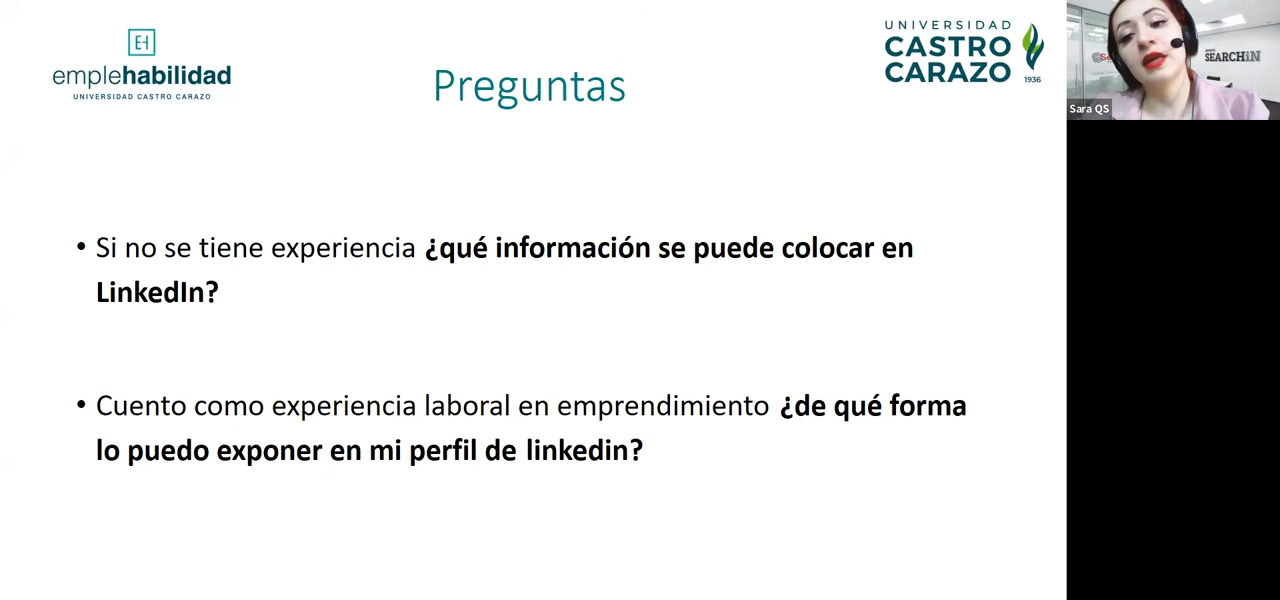 EH
emplehabilidad
UNIVERSIDAD CASTRO CARAZO
Preguntas
UNIVERSIDAD
CASTRO
CARAZO
1936
SEARCHiN
Sara QS
• Si no se tiene experiencia ¿qué información se puede colocar en
LinkedIn?
• Cuento como experiencia laboral en emprendimiento ¿de qué forma
lo puedo exponer en mi perfil de linkedin?